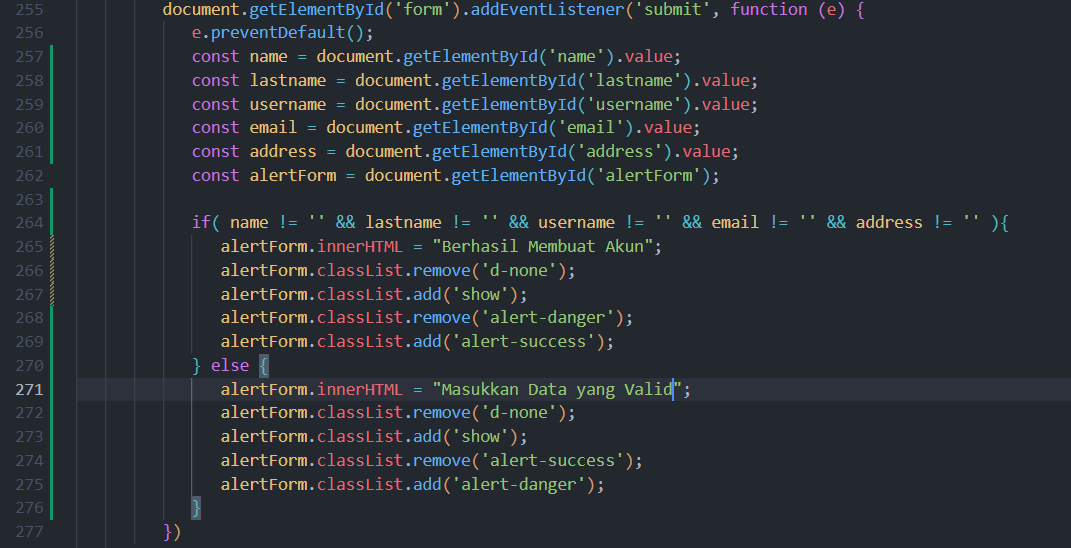 255 document.getElementById('form').addEventListener('submit', function (e) {
256 e.preventDefault();
257 const name = document.getElementById('name').value;
258 const lastname = document.getElementById('lastname').value;
259 const username = document.getElementById('username').value;
260 const email = document.getElementById('email').value;
261 const address = document.getElementById('address').value;
262 const alertForm = document.getElementById('alertForm');
263
264 if( name != '' && lastname != '' && username != '' && email != '' && address != '' ){
265 alertForm.innerHTML = "Berhasil Membuat Akun";
266 alertForm.classList.remove('d-none');
267 alertForm.classList.add('show');
268 alertForm.classList.remove('alert-danger');
269 alertForm.classList.add('alert-success');
270 } else {
271 alertForm.innerHTML = "Masukkan Data yang Valid";
272 alertForm.classList.remove('d-none');
273 alertForm.classList.add('show');
274 alertForm.classList.remove('alert-success');
275 alertForm.classList.add('alert-danger');
276 }
277 })